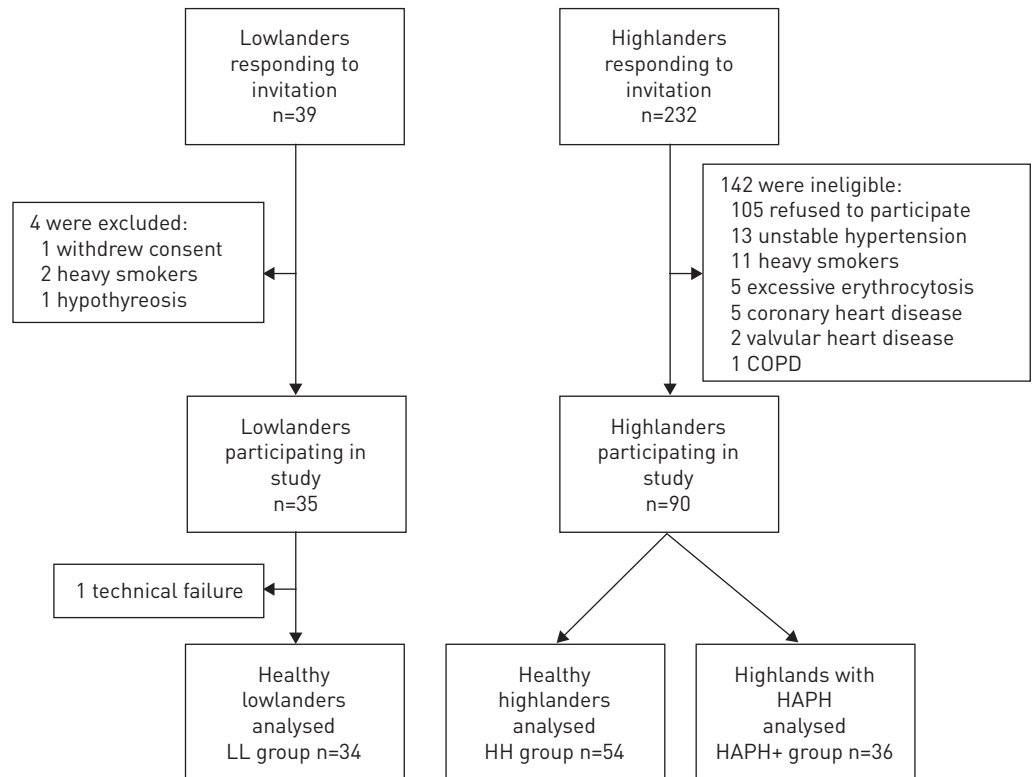 Lowlanders
responding to
invitation
n=39
Highlanders
responding to
invitation
n=232
4 were excluded:
1 withdrew consent
2 heavy smokers
1 hypothyreosis
142 were ineligible:
105 refused to participate
13 unstable hypertension
11 heavy smokers
5 excessive erythrocytosis
5 coronary heart disease
2 valvular heart disease
1 COPD
Lowlanders
participating in
study
n=35
Highlanders
participating in
study
n=90
1 technical failure
Healthy
lowlanders
analysed
LL group n=34
Healthy
highlanders
analysed
HH group n=54
Highlands with
HAPH
analysed
HAPH+ group n=36